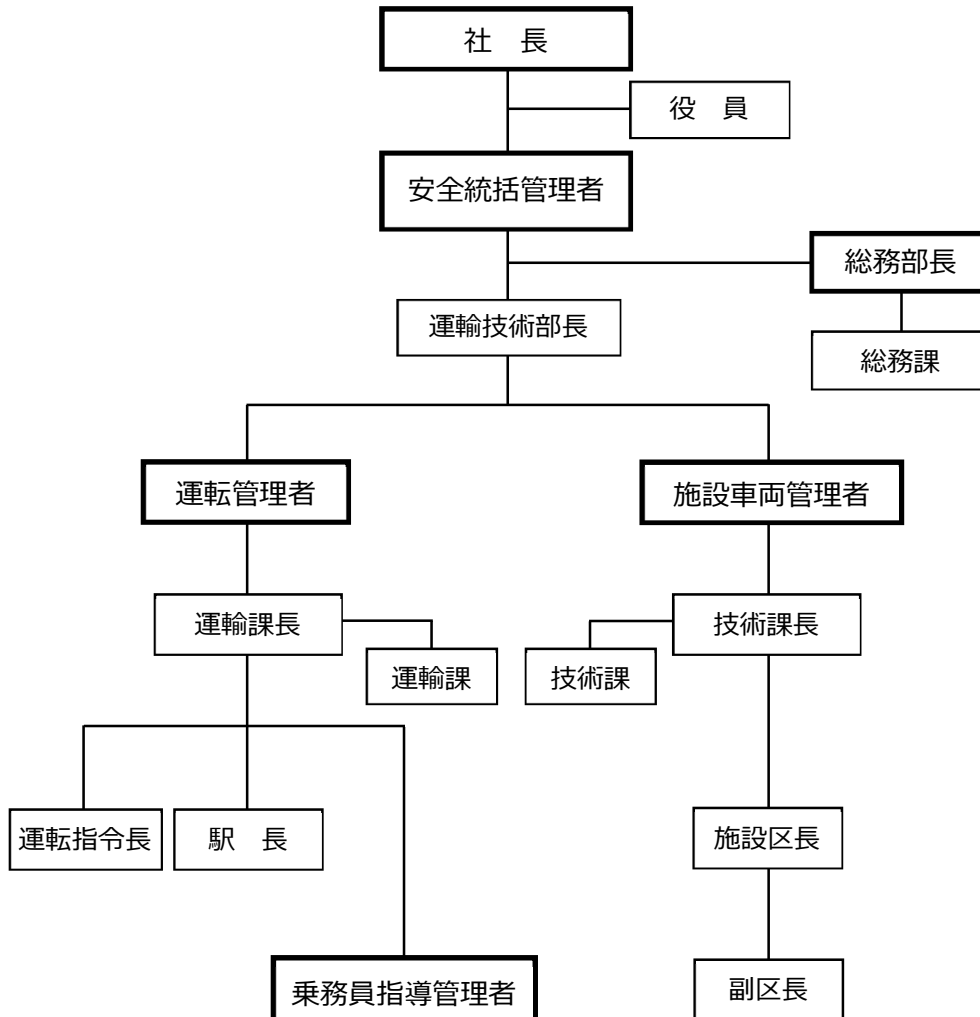 社　長
役　員
安全統括管理者
総務部長
運輸技術部長
総務課
運転管理者
施設車両管理者
運輸課長
技術課長
運輸課
技術課
運転指令長
駅　長
施設区長
乗務員指導管理者
副区長